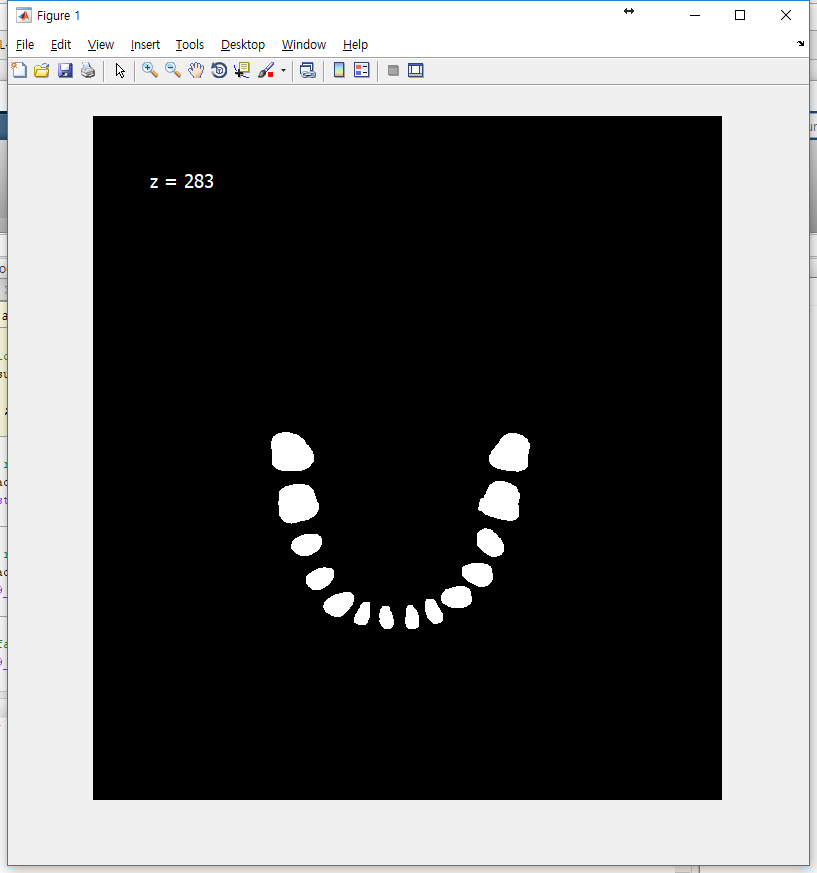 Figure 1
File Edit View Insert Tools Desktop Window Help
z = 283